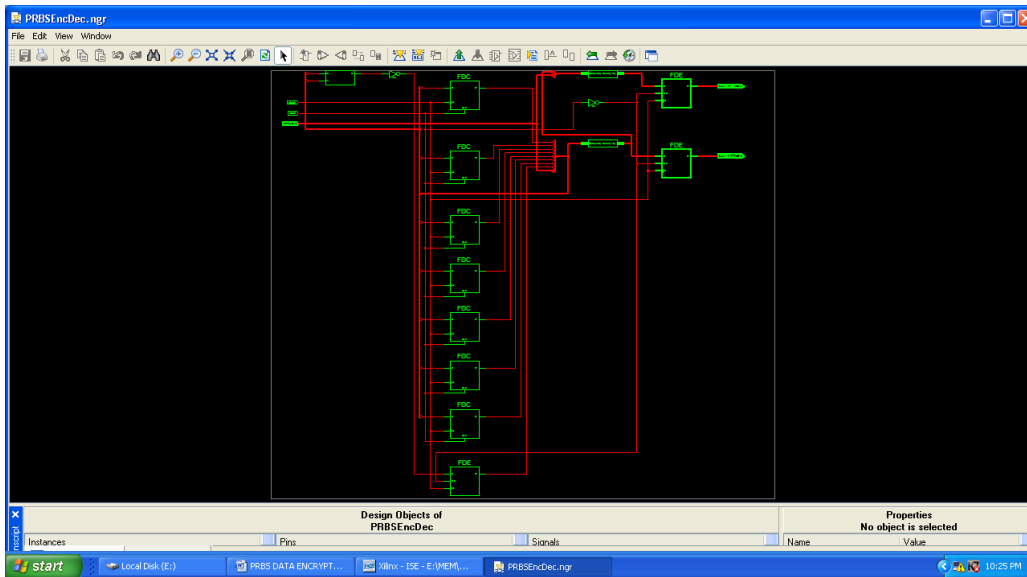 PRBSEncDec.ngr
File Edit View Window
FDC
FDE
FDC
FDE
FDC
FDC
FDC
FDC
FDC
FDE
Design Objects of
PRBSEncDec
Properties
No object is selected
Instances
Pins
Signals
Name
Value
start
Local Disk (E:)
PRBS DATA ENCRYPT...
Xilinx - ISE - E:\MEM\...
PRBSEncDec.ngr
10:25 PM